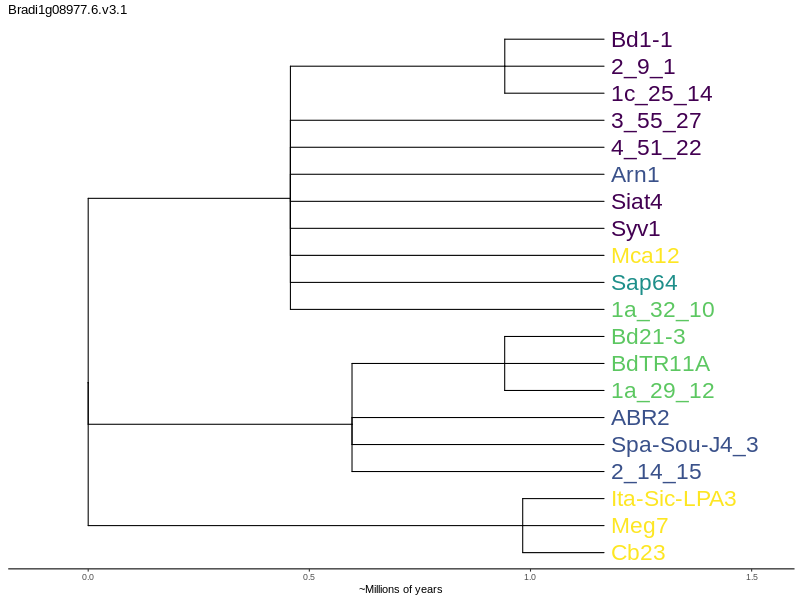 Bradi1g08977.6.v3.1
Bd1-1
2_9_1
1c_25_14
3_55_27
4_51_22
Arn1
Siat4
Syv1
Mca12
Sap64
1a_32_10
Bd21-3
BdTR11A
1a_29_12
ABR2
Spa-Sou-J4_3
2_14_15
Ita-Sic-LPA3
Meg7
Cb23
0.0 0.5 1.0 1.5
~Millions of years